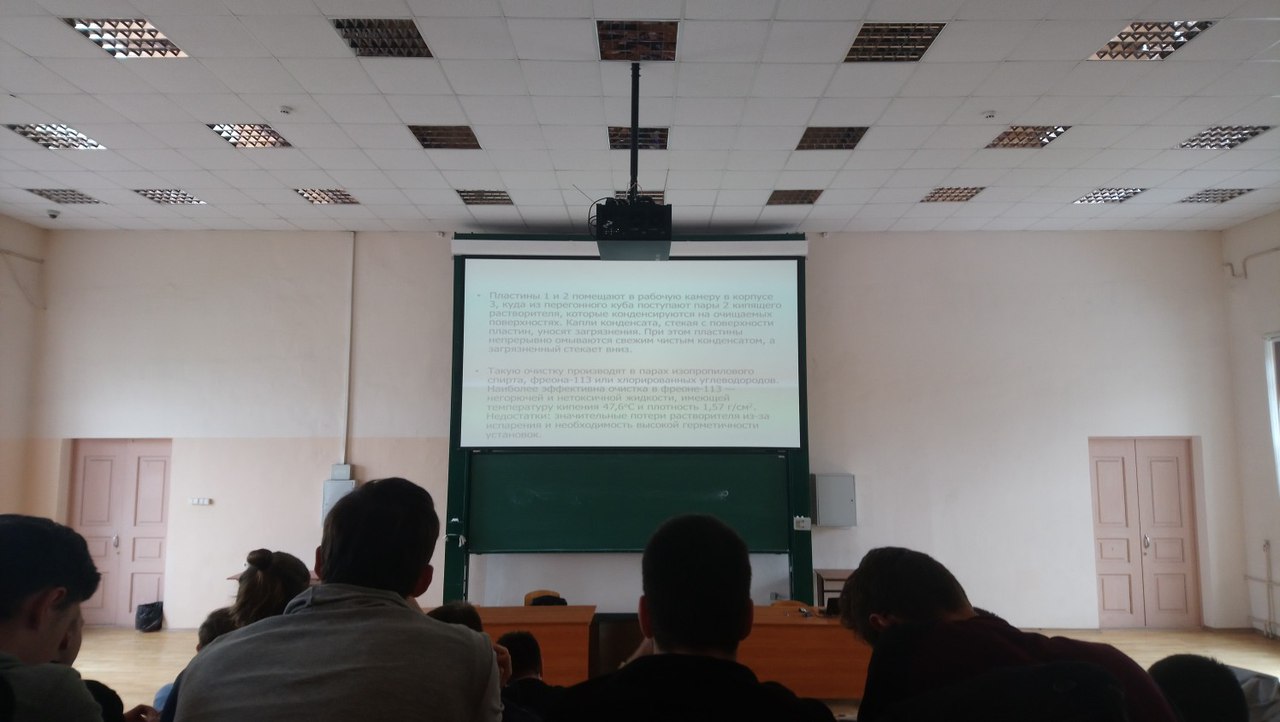 • Пластины 1 и 2 помещают в рабочую камеру в корпусе
3, куда из перегонного куба поступают пары 2 кипящего
растворителя, которые конденсируются на очищаемых
поверхностях. Капли конденсата, стекая с поверхности
пластин, уносят загрязнения. При этом пластины
непрерывно омываются свежим чистым конденсатом, а
загрязненный стекает вниз.
• Такую очистку производят в парах изопропилового
спирта, фреона-113 или хлорированных углеводородов.
Наиболее эффективна очистка в фреоне-113 —
негорючей и нетоксичной жидкости, имеющей
температуру кипения 47,6°С и плотность 1,57 г/см³.
Недостатки: значительные потери растворителя из-за
испарения и необходимость высокой герметичности
установок.